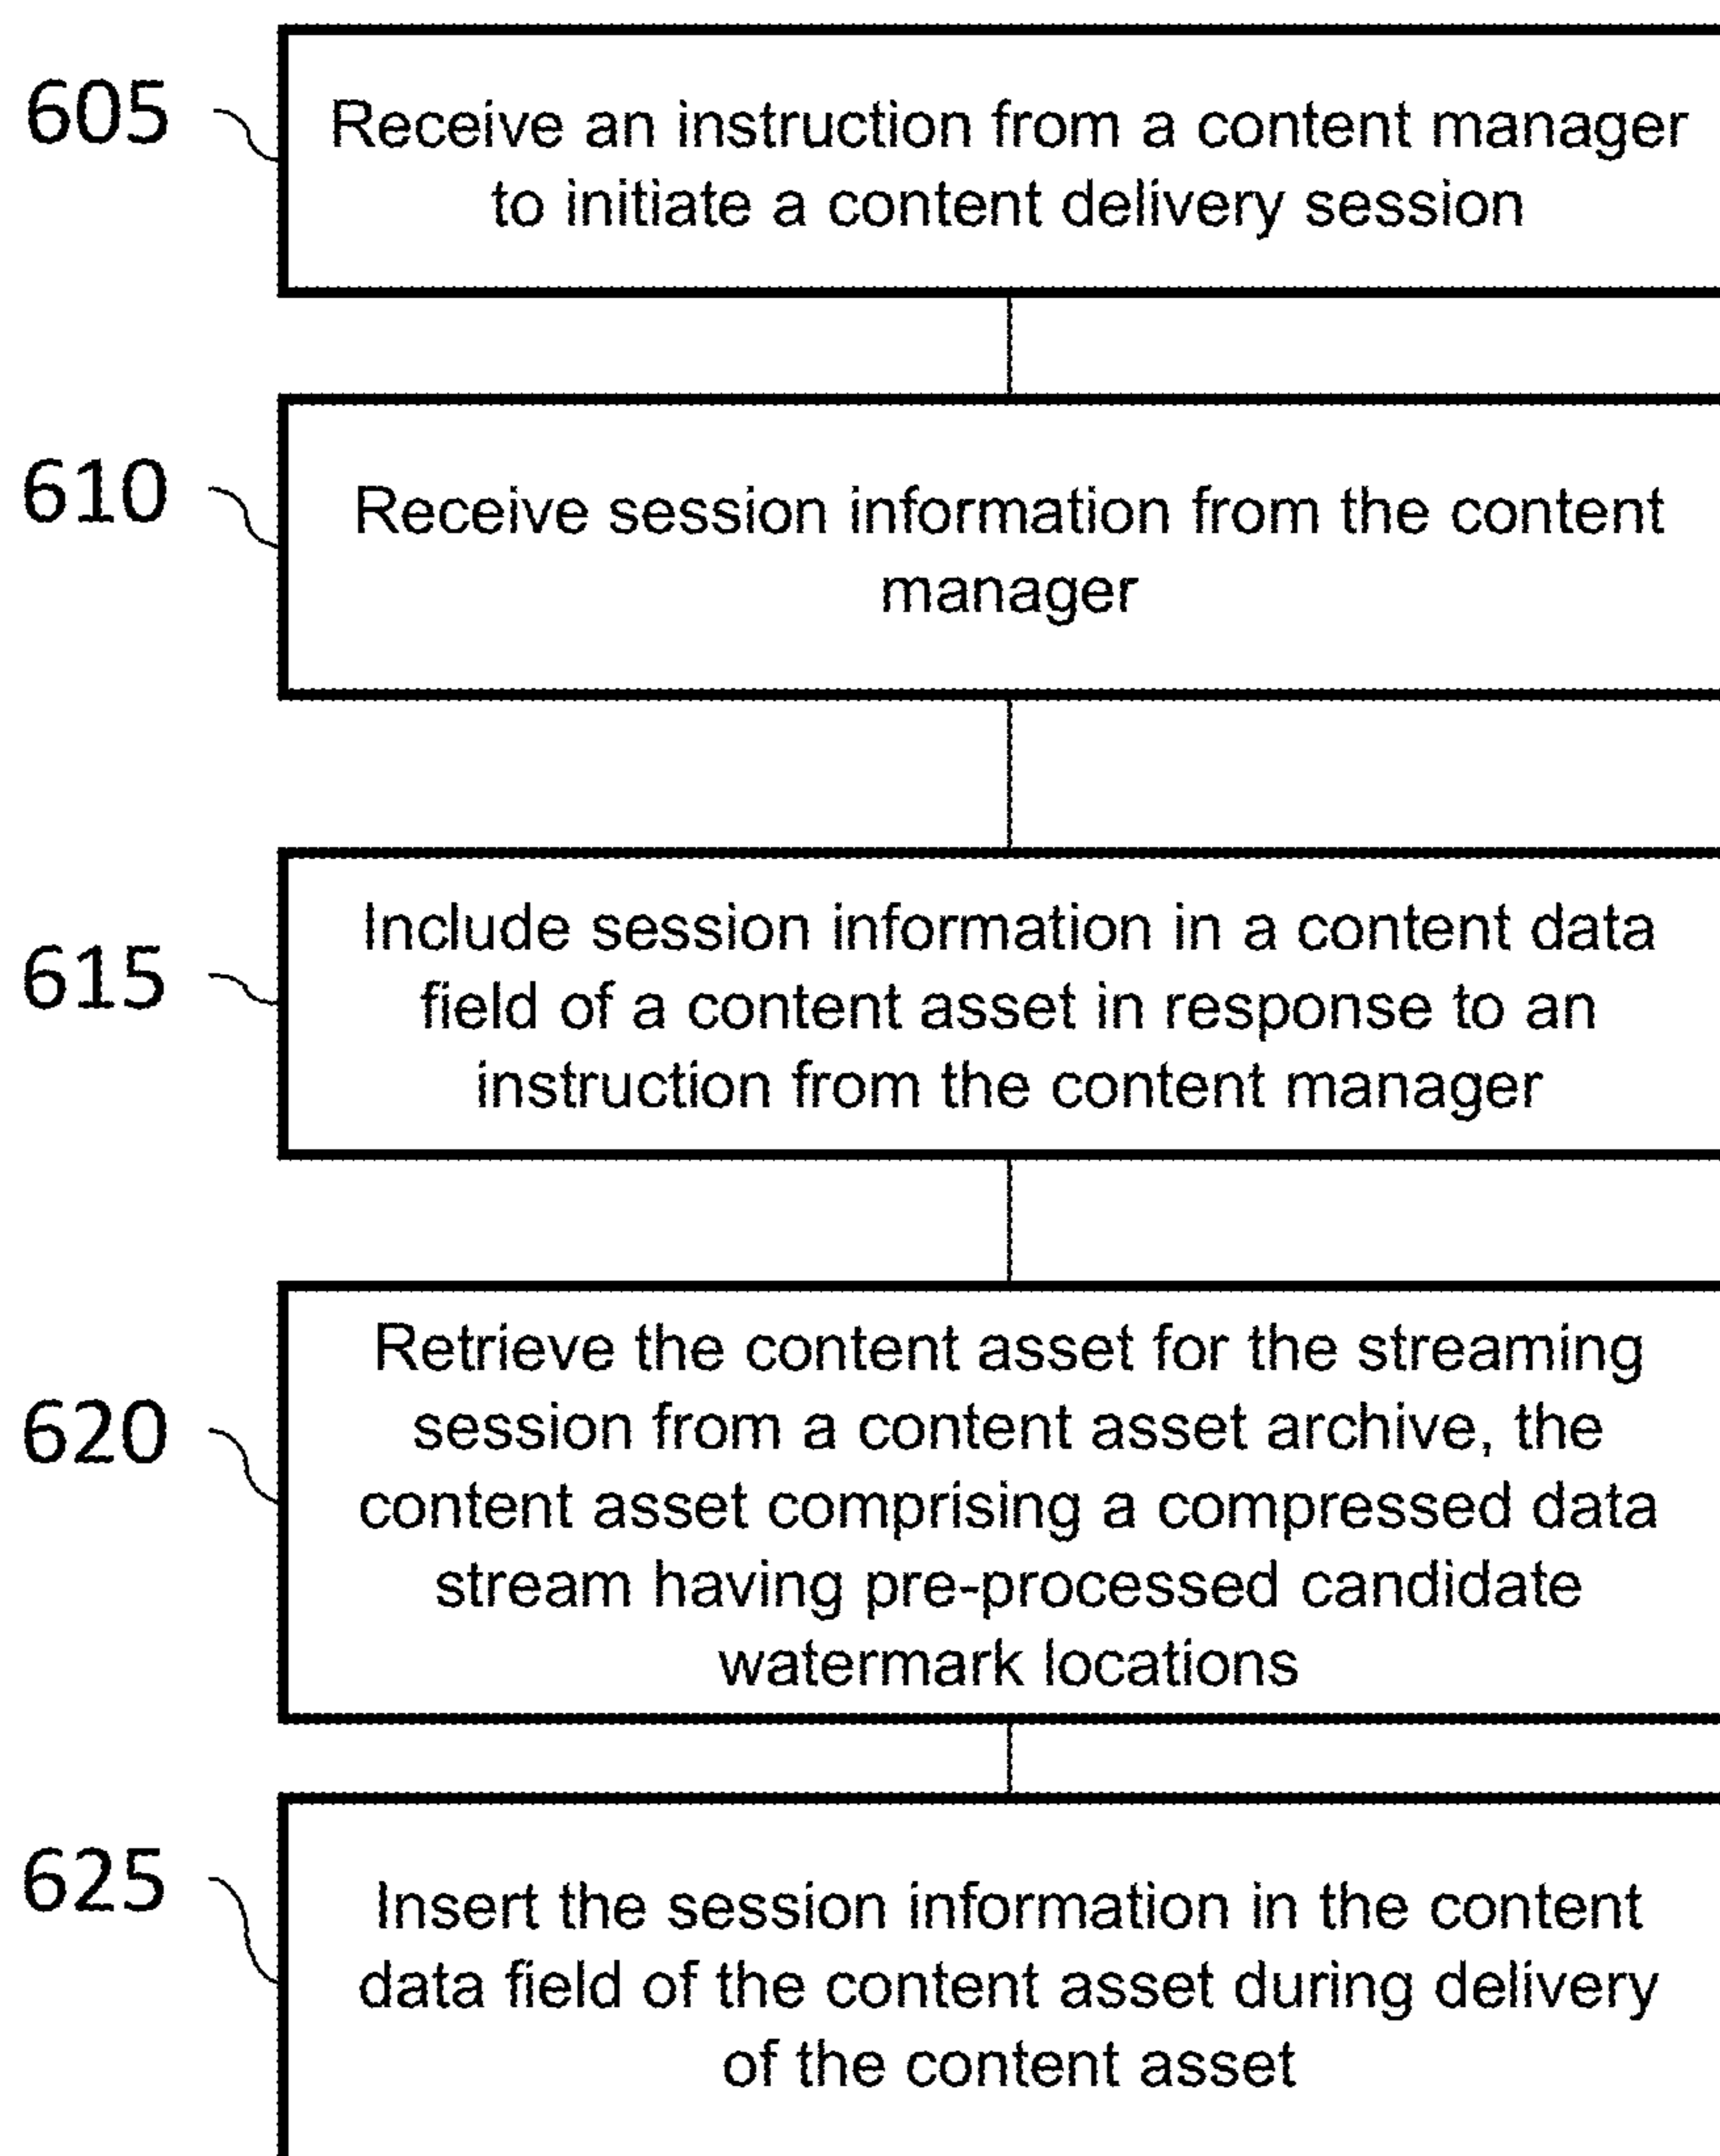 605
Receive an instruction from a content manager
to initiate a content delivery session
610
Receive session information from the content
manager
615
Include session information in a content data
field of a content asset in response to an
instruction from the content manager
620
Retrieve the content asset for the streaming
session from a content asset archive, the
content asset comprising a compressed data
stream having pre-processed candidate
watermark locations
625
Insert the session information in the content
data field of the content asset during delivery
of the content asset